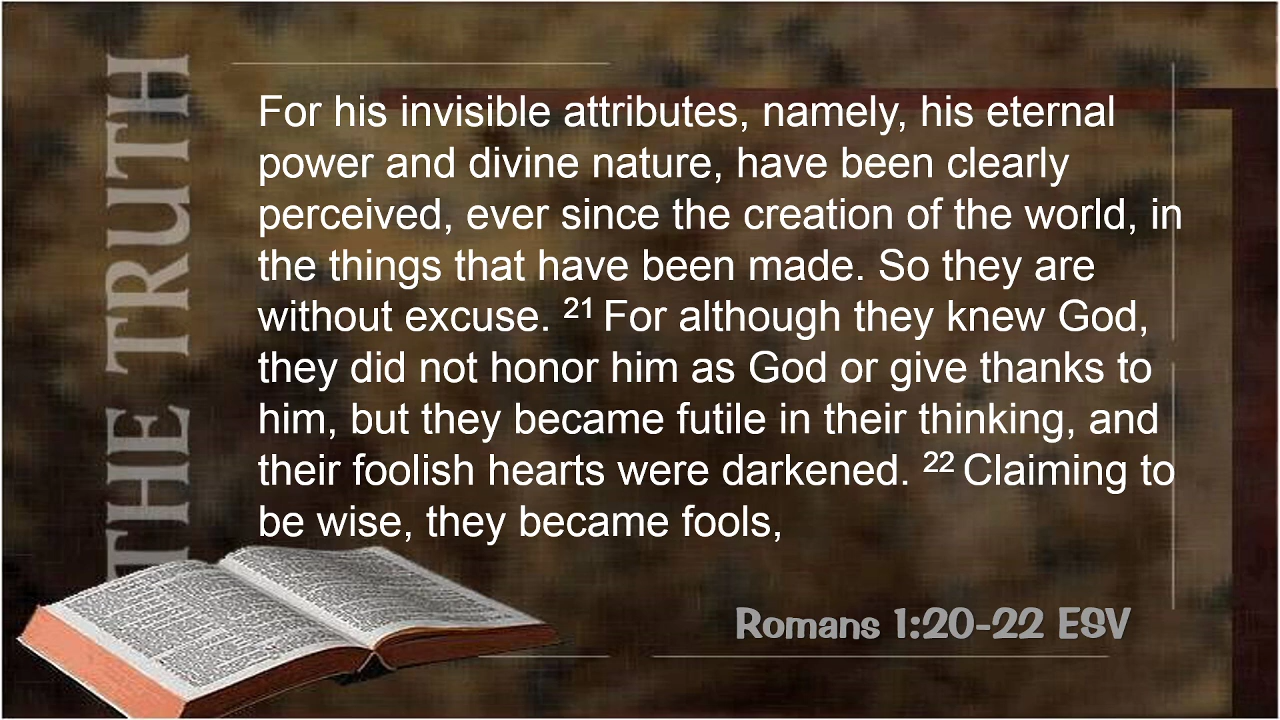 THE TRUTH
For his invisible attributes, namely, his eternal
power and divine nature, have been clearly
perceived, ever since the creation of the world, in
the things that have been made. So they are
without excuse. 21 For although they knew God,
they did not honor him as God or give thanks to
him, but they became futile in their thinking, and
their foolish hearts were darkened. 22 Claiming to
be wise, they became fools,
Romans 1:20-22 ESV